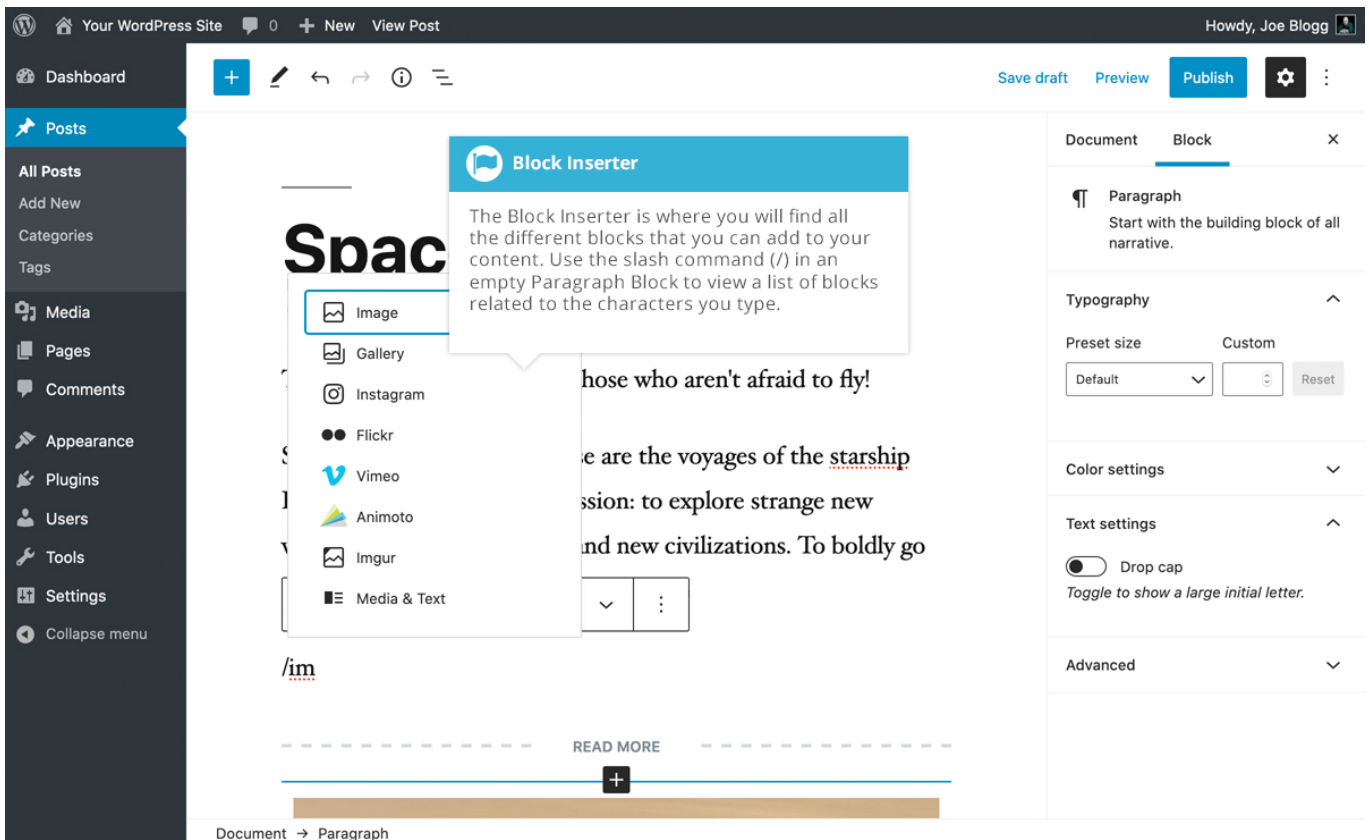 Your WordPress Site 0 + New View Post Howdy, Joe Blogg
Dashboard
Posts
All Posts
Add New
Categories
Tags
Media
Pages
Comments
Appearance
Plugins
Users
Tools
Settings
Collapse menu
Save draft Preview Publish
Block Inserter
The Block Inserter is where you will find all
the different blocks that you can add to your
content. Use the slash command (/) in an
empty Paragraph Block to view a list of blocks
related to the characters you type.
Spac
Image
Gallery
Instagram
Flickr
Vimeo
Animoto
Imgur
Media & Text
hose who aren't afraid to fly!
se are the voyages of the starship
ssion: to explore strange new
nd new civilizations. To boldly go
/im
READ MORE
Document → Paragraph
Document Block
Paragraph
Start with the building block of all
narrative.
Typography
Preset size Custom
Default Reset
Color settings
Text settings
Drop cap
Toggle to show a large initial letter.
Advanced